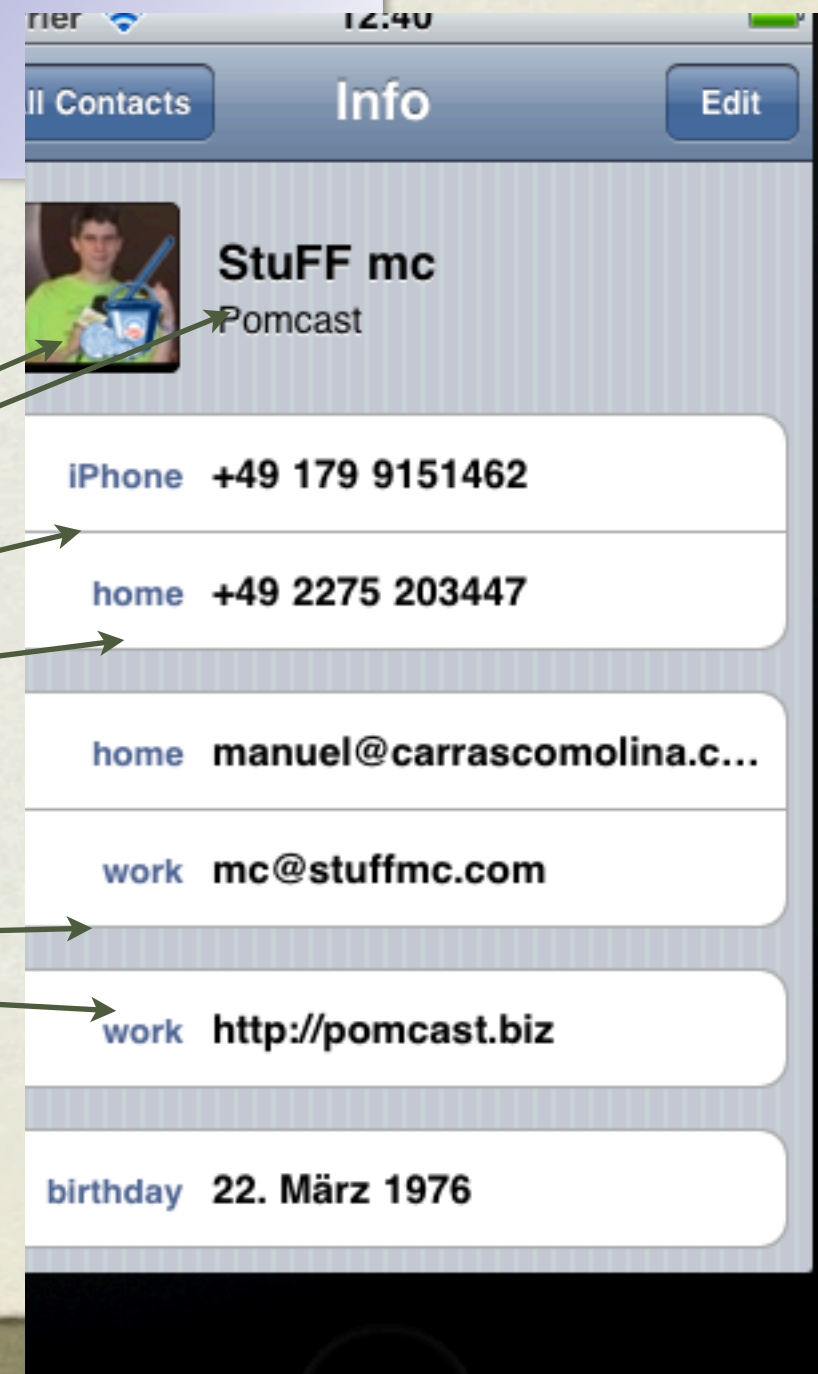 rier 12:40
ll Contacts Info Edit
StuFF mc
Pomcast
iPhone +49 179 9151462
home +49 2275 203447
home manuel@carrascomolina.c...
work mc@stuffmc.com
work http://pomcast.biz
birthday 22. März 1976